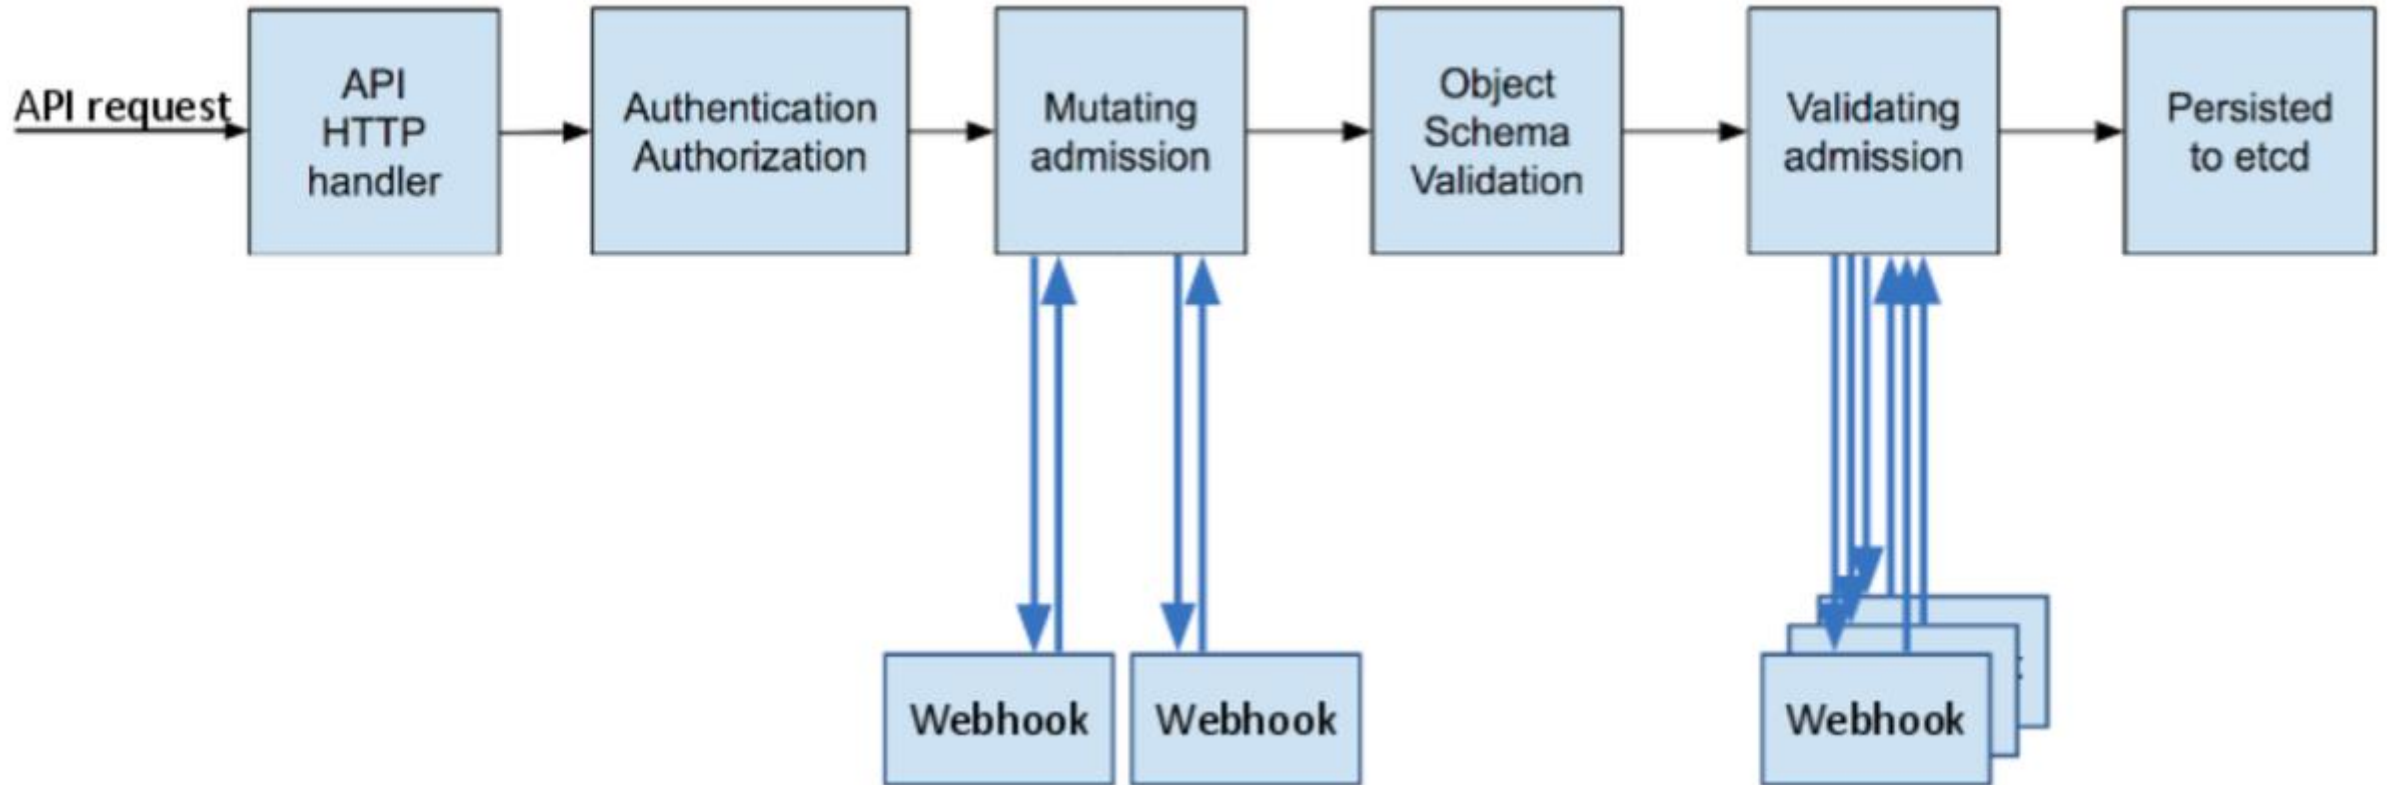 API request
API
HTTP
handler
Authentication
Authorization
Mutating
admission
Object
Schema
Validation
Validating
admission
Persisted
to etcd
Webhook
Webhook
Webhook